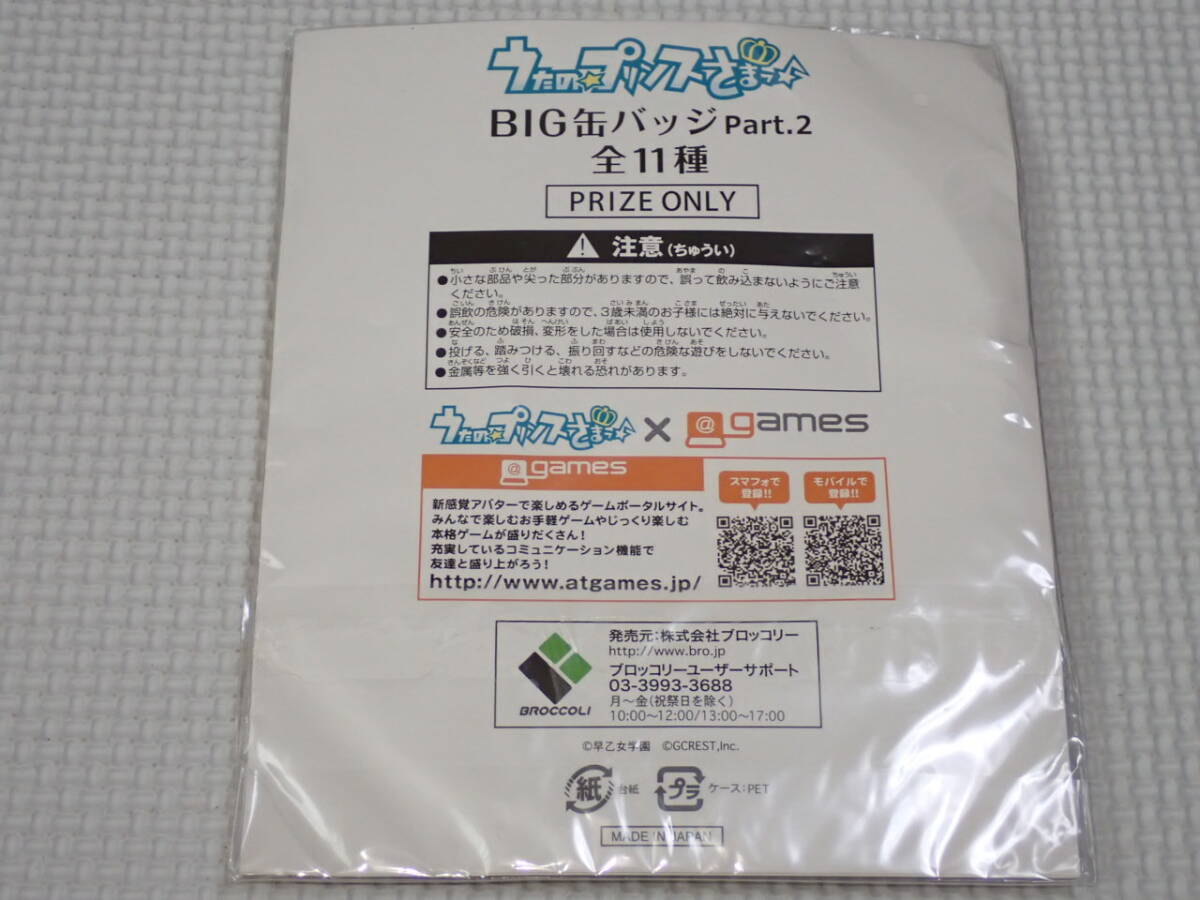 うたの☆プリンスさまっ♪
BIG缶バッジ Part.2
全11種
PRIZE ONLY
注意(ちゅうい)
●小さな部品や尖った部分がありますので、誤って飲み込まないようにご注意
ください。
●誤飲の危険がありますので、3歳未満のお子様には絶対に与えないでください。
●安全のため破損、変形をした場合は使用しないでください。
●投げる、踏みつける、振り回すなどの危険な遊びをしないでください。
●金属等を強く引くと壊れる恐れがあります。
うたの☆プリンスさまっ♪ × @games
@games
スマフォで
登録!!
モバイルで
登録!!
新感覚アバターで楽しめるゲームポータルサイト。
みんなで楽しむお手軽ゲームやじっくり楽しむ
本格ゲームが盛りだくさん!
充実しているコミュニケーション機能で
友達と盛り上がろう!
http://www.atgames.jp/
BROCCOLI
発売元:株式会社ブロッコリー
http://www.bro.jp
ブロッコリーユーザーサポート
03-3993-3688
月～金(祝祭日を除く)
10:00～12:00/13:00～17:00
©早乙女学園 ©GCREST,Inc.
紙 台紙 プラ ケース:PET
MADE IN JAPAN